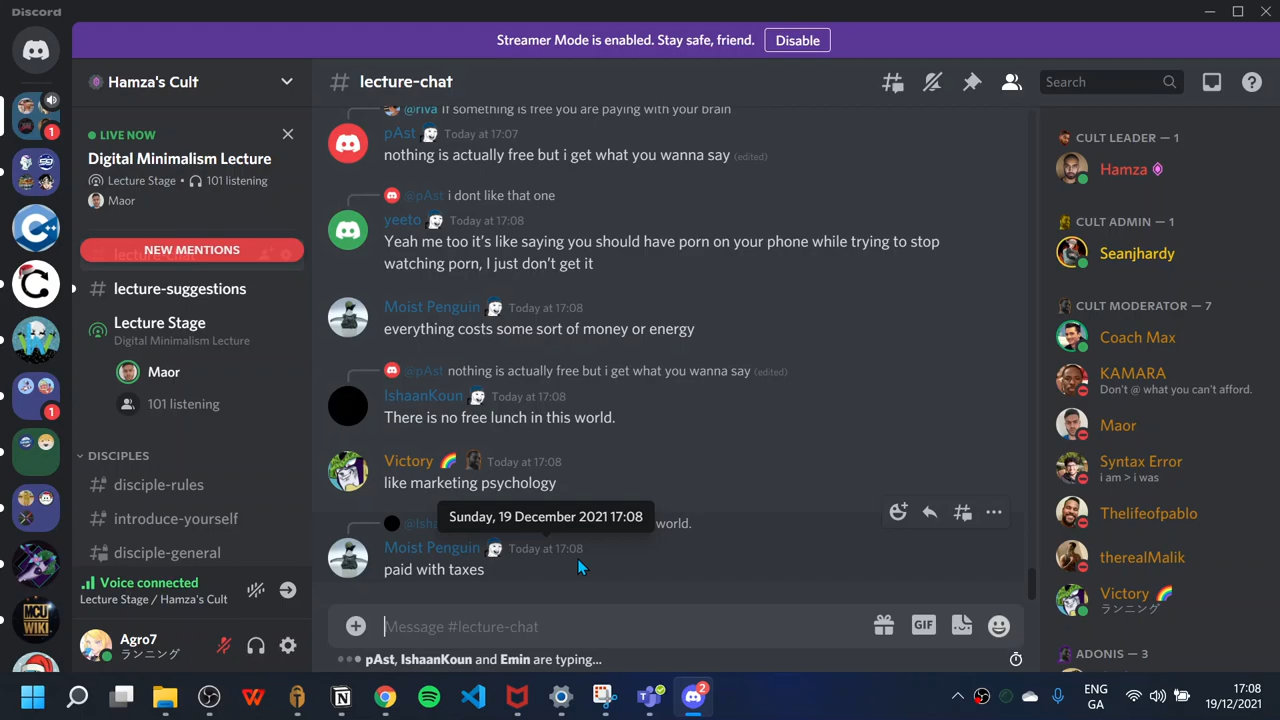 Discord
Streamer Mode is enabled. Stay safe, friend.
Disable
1
1
MCU
WIKI
Hamza's Cult
LIVE NOW
Digital Minimalism Lecture
Lecture Stage • 101 listening
Maor
NEW MENTIONS
lecture-suggestions
Lecture Stage
Digital Minimalism Lecture
Maor
101 listening
DISCIPLES
disciple-rules
introduce-yourself
disciple-general
Voice connected
Lecture Stage / Hamza's Cult
Agro7
ランニング
lecture-chat
Search
@riva If something is free you are paying with your brain
pAst Today at 17:07
nothing is actually free but i get what you wanna say (edited)
@pAst i dont like that one
yeeto Today at 17:08
Yeah me too it's like saying you should have porn on your phone while trying to stop
watching porn, I just don't get it
Moist Penguin Today at 17:08
everything costs some sort of money or energy
@pAst nothing is actually free but i get what you wanna say (edited)
IshaanKoun Today at 17:08
There is no free lunch in this world.
Victory Today at 17:08
like marketing psychology
Sunday, 19 December 2021 17:08
world.
Moist Penguin Today at 17:08
paid with taxes
Message #lecture-chat
GIF
pAst, IshaanKoun and Emin are typing...
CULT LEADER — 1
Hamza
CULT ADMIN — 1
Seanjhardy
CULT MODERATOR — 7
Coach Max
KAMARA
Don't @ what you can't afford.
Maor
Syntax Error
i am > i was
Thelifeofpablo
therealMalik
Victory
ランニング
ADONIS — 3
2
ENG
GA
17:08
19/12/2021